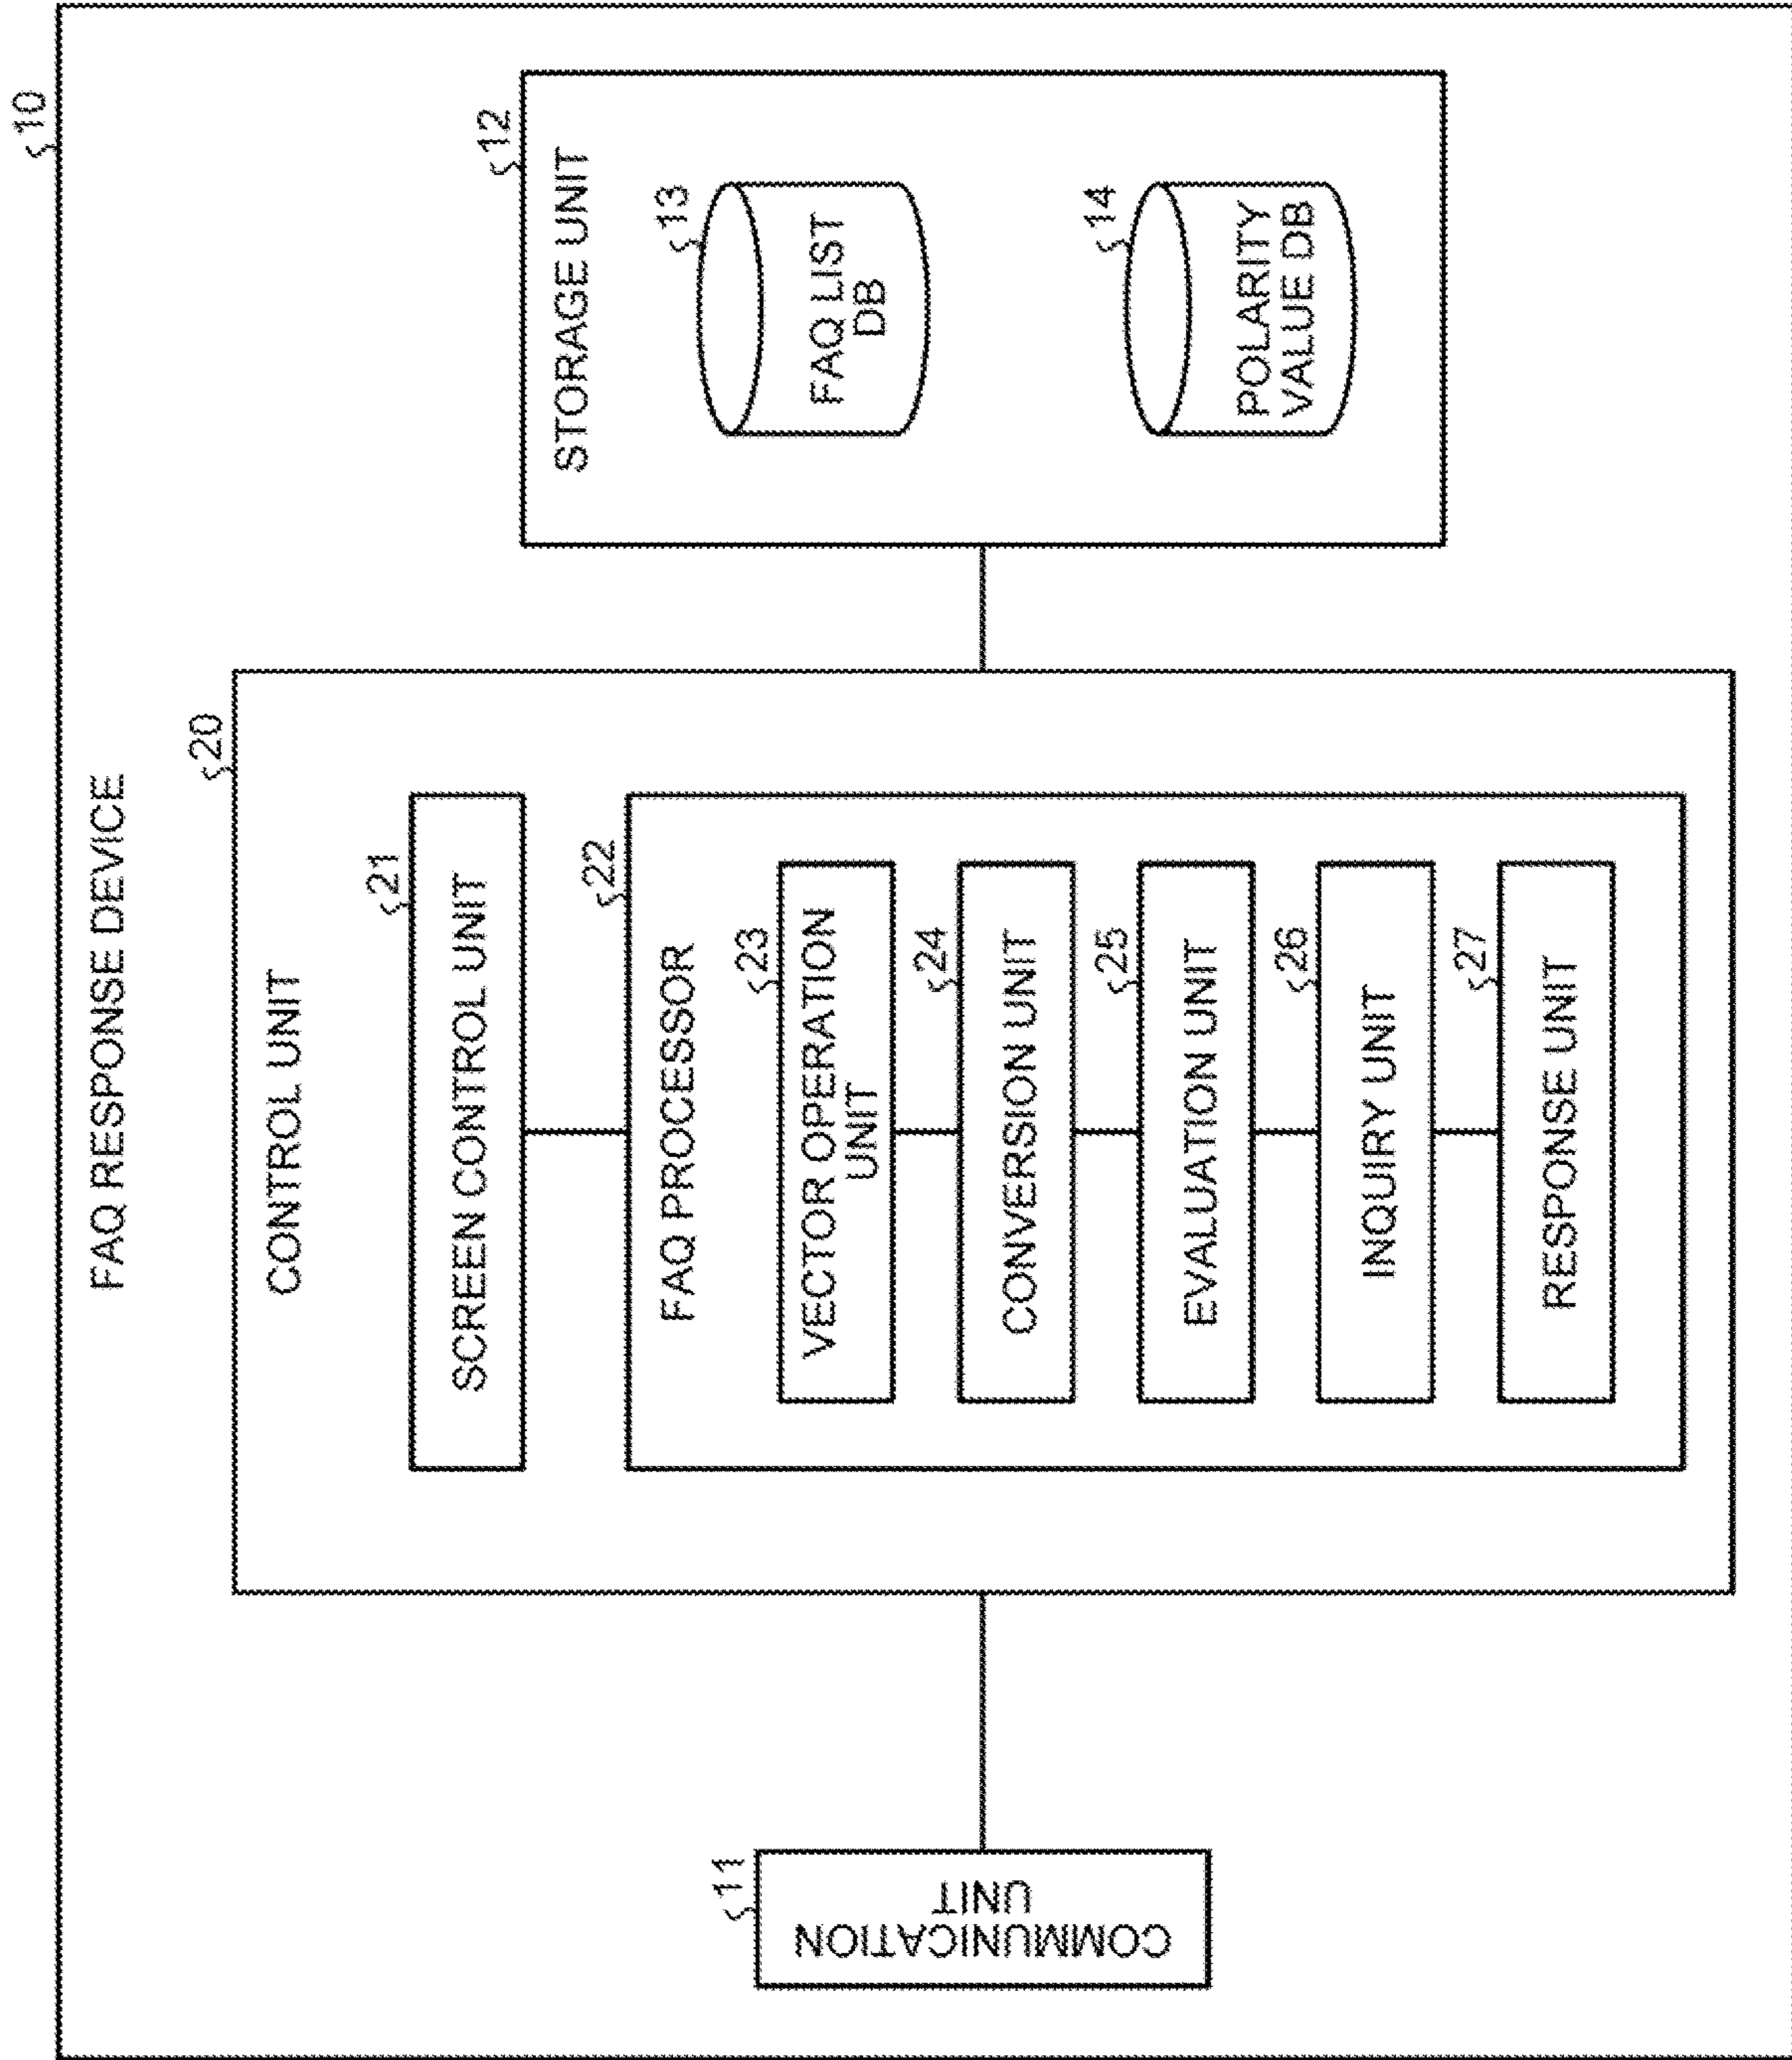 10
FAQ RESPONSE DEVICE
11
COMMUNICATION
UNIT
20
CONTROL UNIT
21
SCREEN CONTROL UNIT
22
FAQ PROCESSOR
23
VECTOR OPERATION
UNIT
24
CONVERSION UNIT
25
EVALUATION UNIT
26
INQUIRY UNIT
27
RESPONSE UNIT
12
STORAGE UNIT
13
FAQ LIST
DB
14
POLARITY
VALUE DB